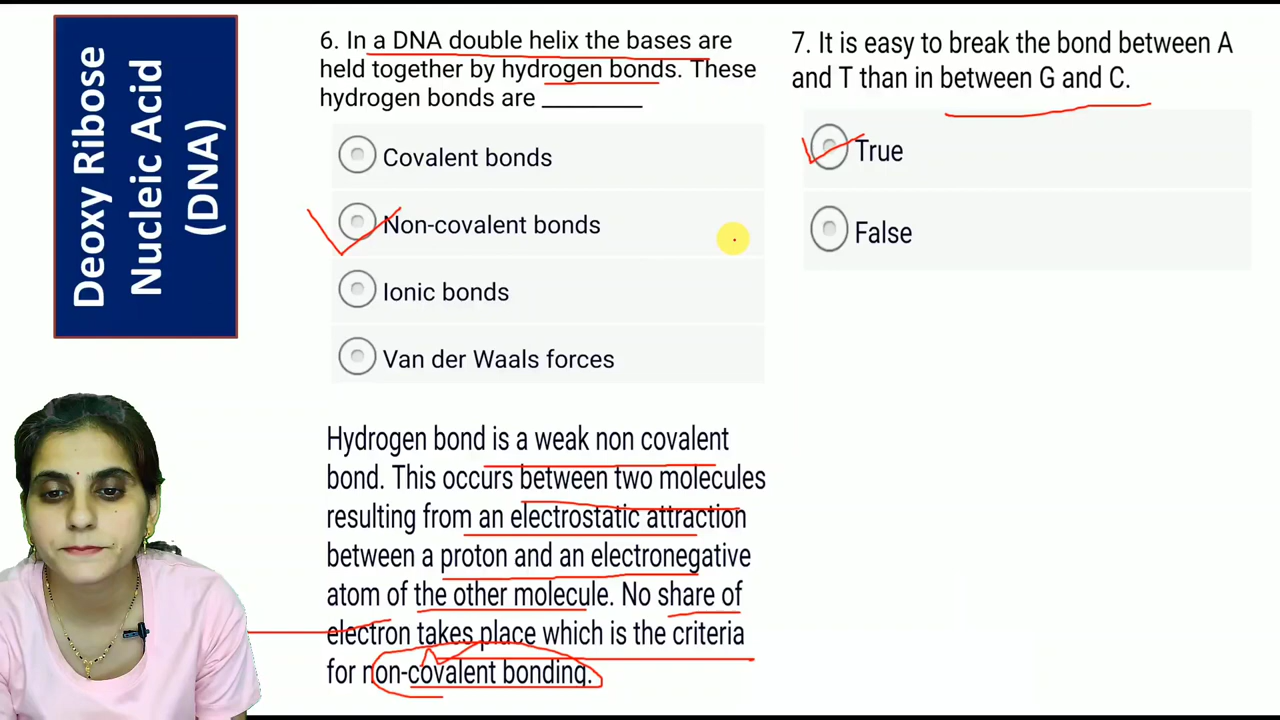 Deoxy Ribose
Nucleic Acid
(DNA)
6. In a DNA double helix the bases are
held together by hydrogen bonds. These
hydrogen bonds are _________
Covalent bonds
Non-covalent bonds
Ionic bonds
Van der Waals forces
Hydrogen bond is a weak non covalent
bond. This occurs between two molecules
resulting from an electrostatic attraction
between a proton and an electronegative
atom of the other molecule. No share of
electron takes place which is the criteria
for non-covalent bonding.
7. It is easy to break the bond between A
and T than in between G and C.
True
False